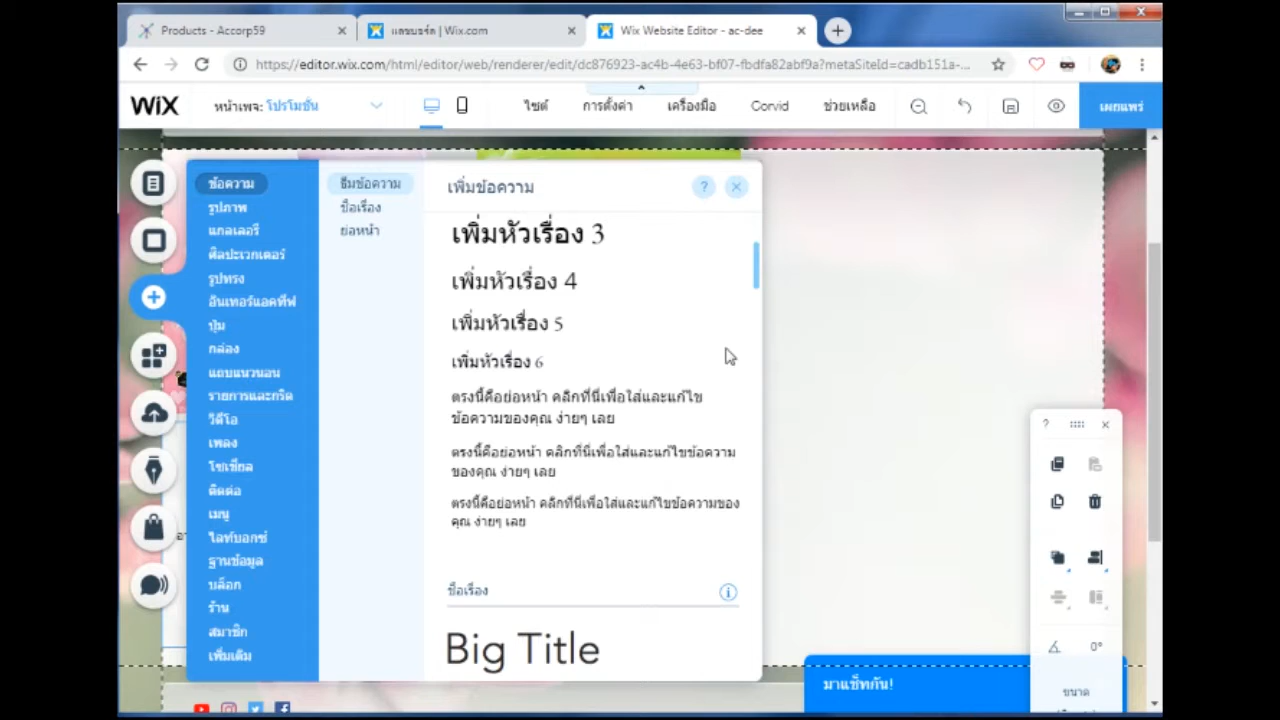 Products - Accorp59
แดชบอร์ด | Wix.com
Wix Website Editor - ac-dee
https://editor.wix.com/html/editor/web/renderer/edit/dc876923-ac4b-4e63-bf07-fbdfa82abf9a?metaSiteId=cadb151a-...
WiX
หน้าเพจ: โปรโมชั่น
ไซต์
การตั้งค่า
เครื่องมือ
Corvid
ช่วยเหลือ
เผยแพร่
ข้อความ
รูปภาพ
แกลเลอรี่
ศิลปะเวกเตอร์
รูปทรง
อินเทอร์แอคทีฟ
ปุ่ม
กล่อง
แถบแนวนอน
รายการและกริด
วิดีโอ
เพลง
โซเชียล
ติดต่อ
เมนู
ไลท์บอกซ์
ฐานข้อมูล
บล็อก
ร้าน
สมาชิก
เพิ่มเติม
ธีมข้อความ
ชื่อเรื่อง
ย่อหน้า
เพิ่มข้อความ
?
เพิ่มหัวเรื่อง 3
เพิ่มหัวเรื่อง 4
เพิ่มหัวเรื่อง 5
เพิ่มหัวเรื่อง 6
ตรงนี้คือย่อหน้า คลิกที่นี่เพื่อใส่และแก้ไข
ข้อความของคุณ ง่ายๆ เลย
ตรงนี้คือย่อหน้า คลิกที่นี่เพื่อใส่และแก้ไขข้อความ
ของคุณ ง่ายๆ เลย
ตรงนี้คือย่อหน้า คลิกที่นี่เพื่อใส่และแก้ไขข้อความของ
คุณ ง่ายๆ เลย
ชื่อเรื่อง
Big Title
?
0°
ขนาด
มาแช็ทกัน!